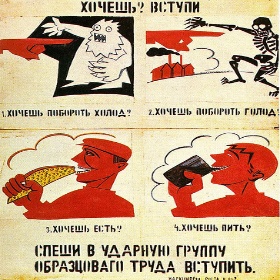 ХОЧЕШЬ? ВСТУПИ
1. ХОЧЕШЬ ПОБОРОТЬ ХОЛОД?
2. ХОЧЕШЬ ПОБОРОТЬ ГОЛОД?
3. ХОЧЕШЬ ЕСТЬ?
4. ХОЧЕШЬ ПИТЬ?
СПЕШИ В УДАРНУЮ ГРУППУ
ОБРАЗЦОВАГО ТРУДА ВСТУПИТЬ.